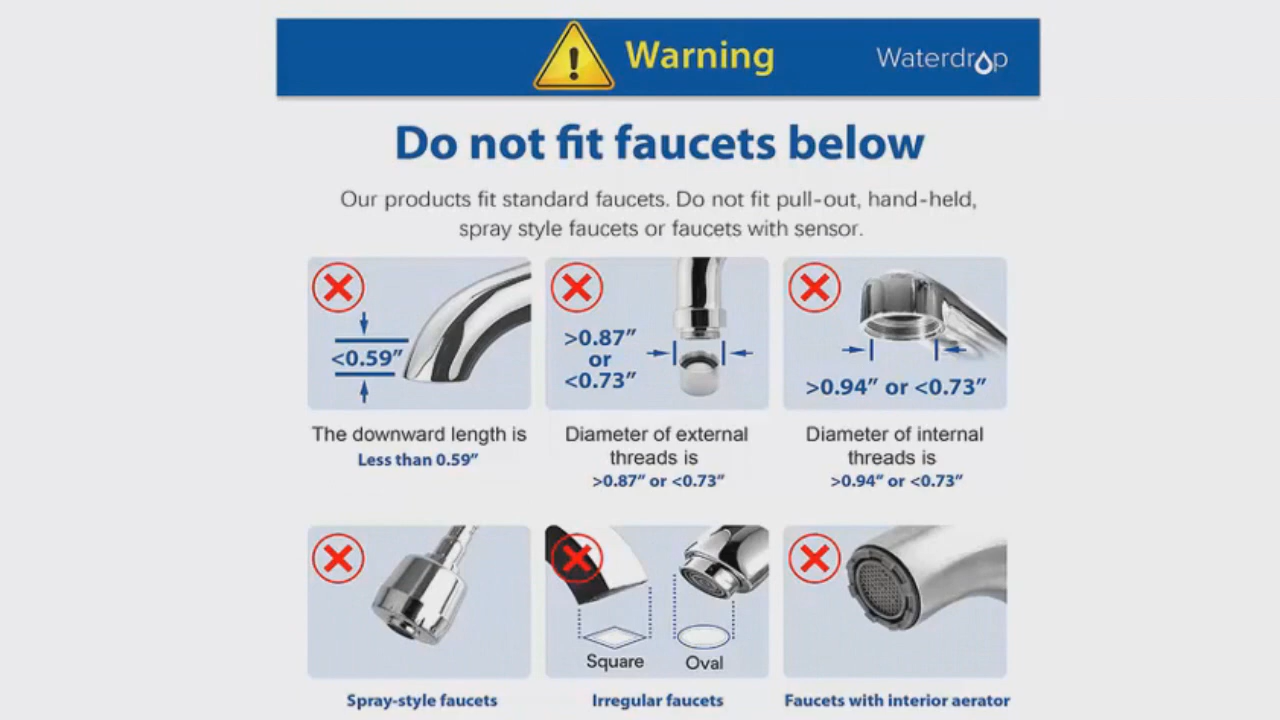 Warning
Waterdrop
Do not fit faucets below
Our products fit standard faucets. Do not fit pull-out, hand-held,
spray style faucets or faucets with sensor.
<0.59”
>0.87”
or
<0.73”
>0.94” or <0.73”
The downward length is
Less than 0.59”
Diameter of external
threads is
>0.87” or <0.73”
Diameter of internal
threads is
>0.94” or <0.73”
Square
Oval
Spray-style faucets
Irregular faucets
Faucets with interior aerator